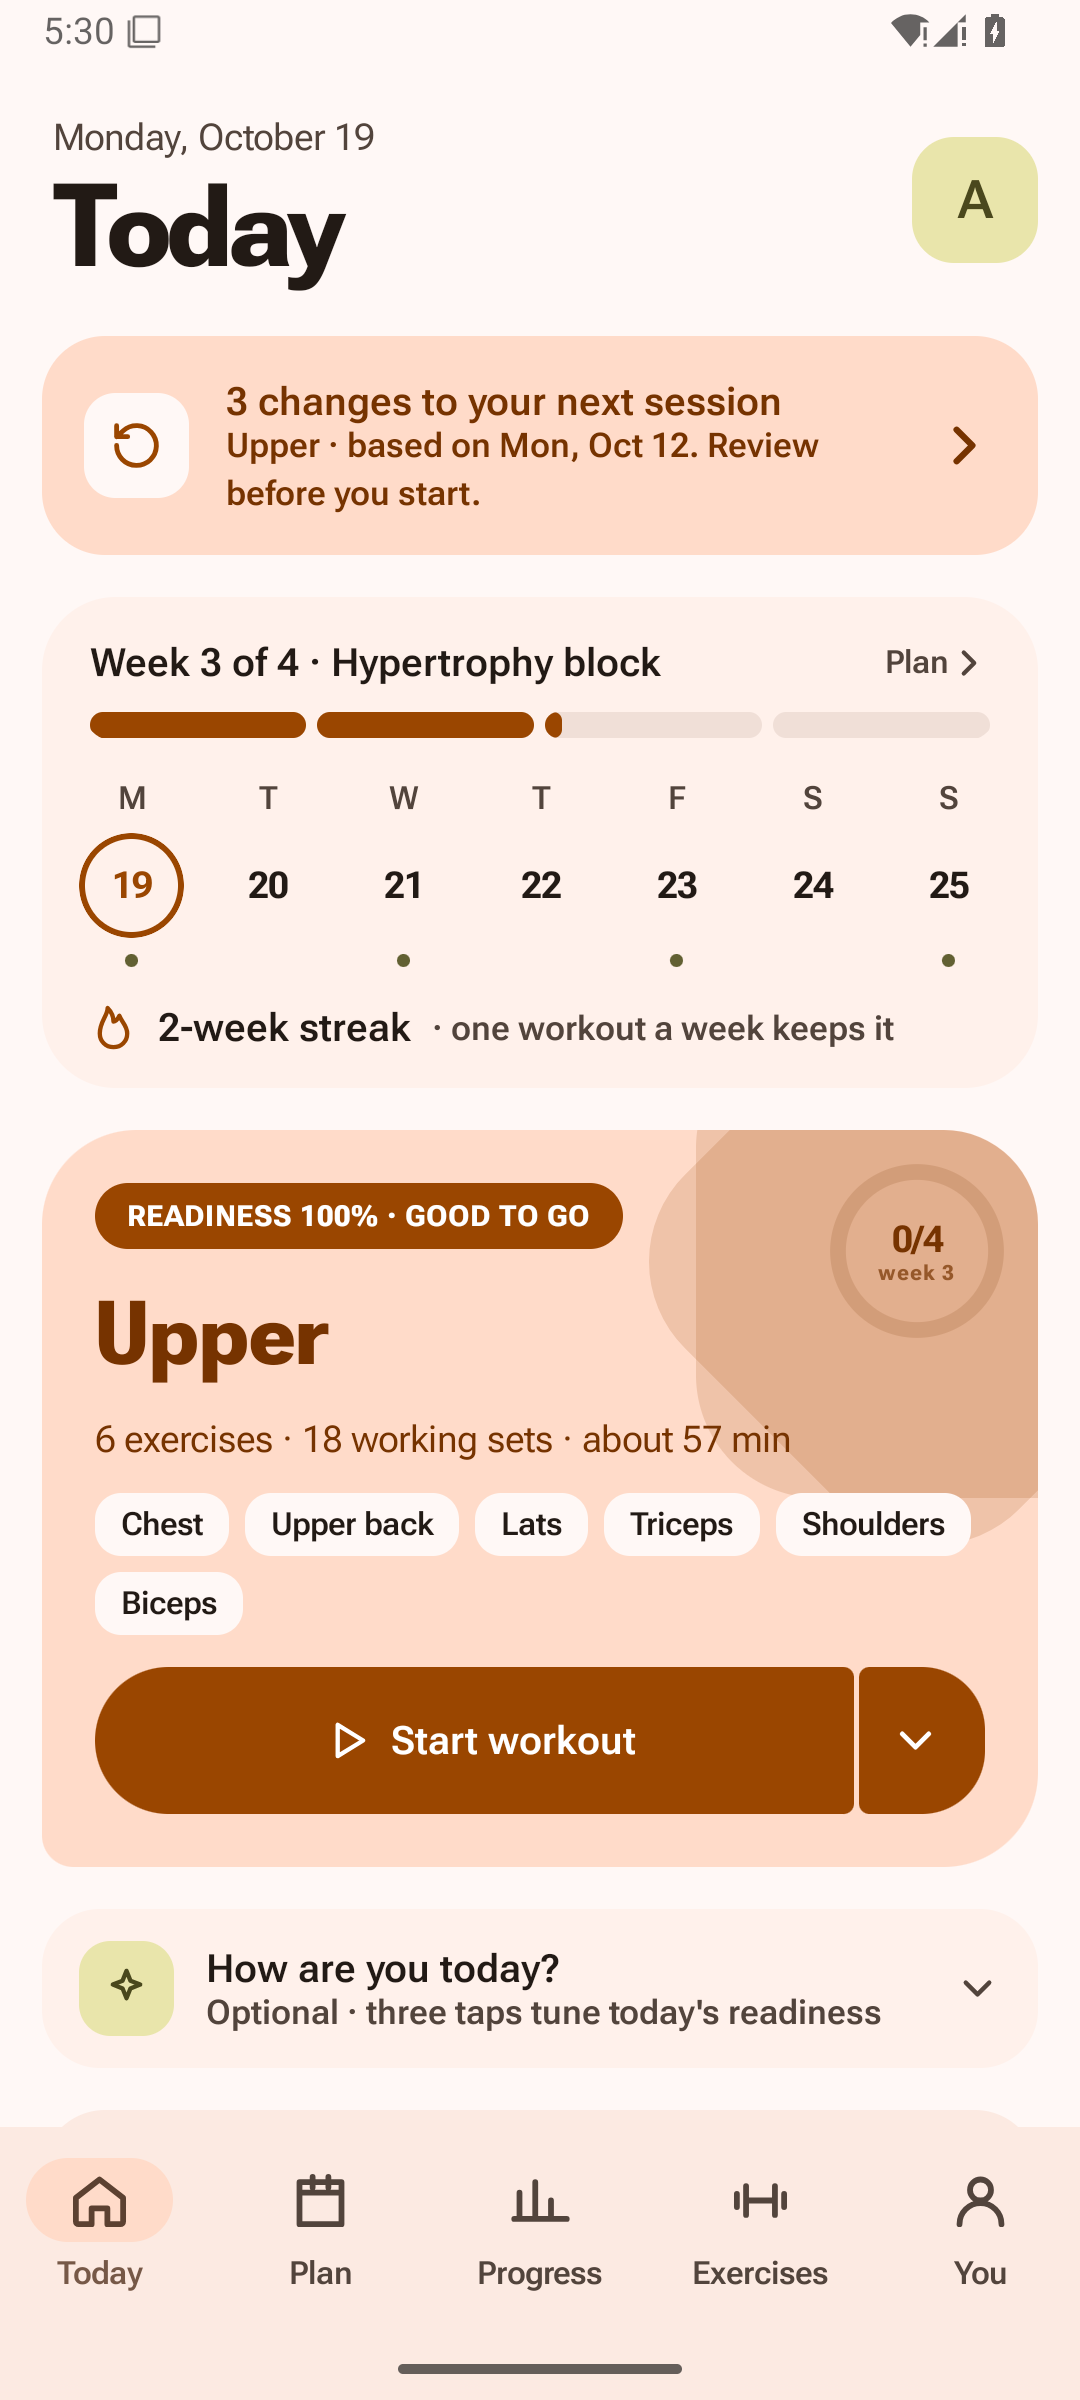 5:30
Monday, October 19
Today
A
3 changes to your next session
Upper · based on Mon, Oct 12. Review
before you start.
Week 3 of 4 · Hypertrophy block
Plan
M T W T F S S
19 20 21 22 23 24 25
2-week streak · one workout a week keeps it
READINESS 100% · GOOD TO GO
0/4
week 3
Upper
6 exercises · 18 working sets · about 57 min
Chest Upper back Lats Triceps Shoulders
Biceps
Start workout
How are you today?
Optional · three taps tune today's readiness
Today Plan Progress Exercises You